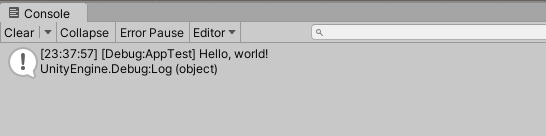 Console
Clear Collapse Error Pause Editor
[23:37:57] [Debug:AppTest] Hello, world!
UnityEngine.Debug:Log (object)